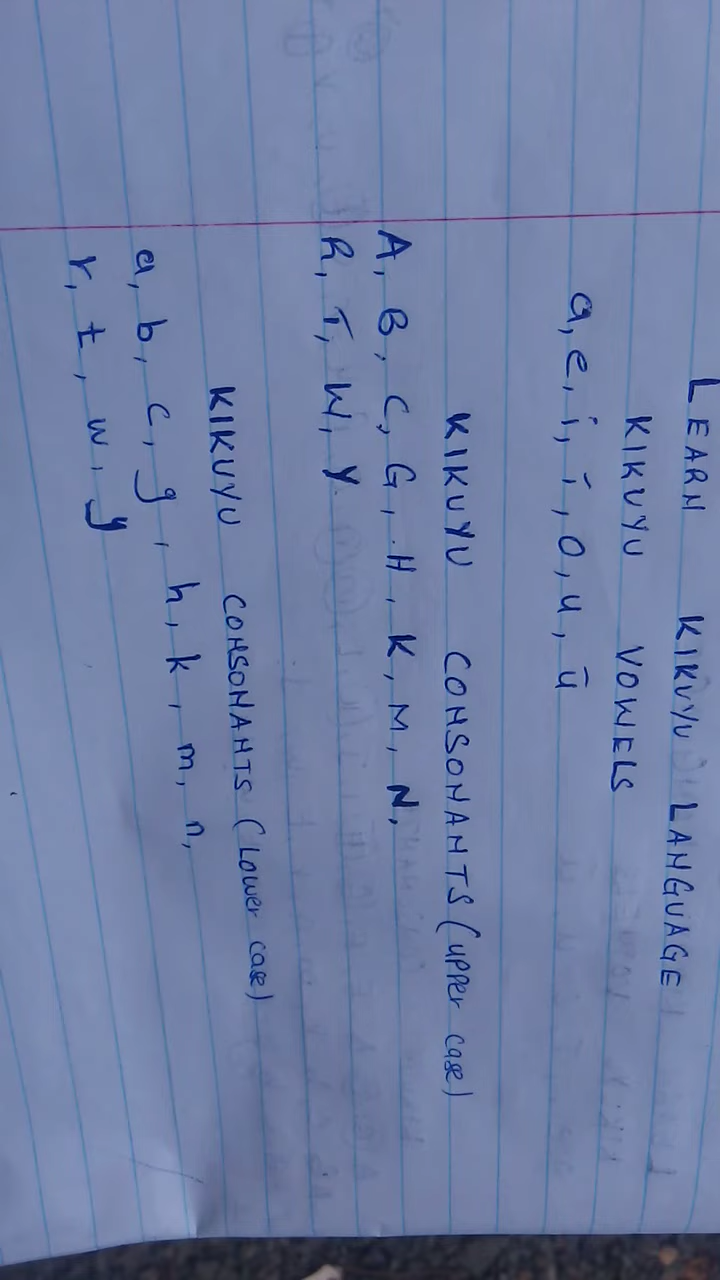 LEARN KIKUYU LANGUAGE
KIKUYU VOWELS
a, e, i, ī, o, u, ū
KIKUYU CONSONANTS (upper case)
A, B, C, G, H, K, M, N,
R, T, W, Y
KIKUYU CONSONANTS (Lower case)
a, b, c, g, h, k, m, n,
r, t, w, y